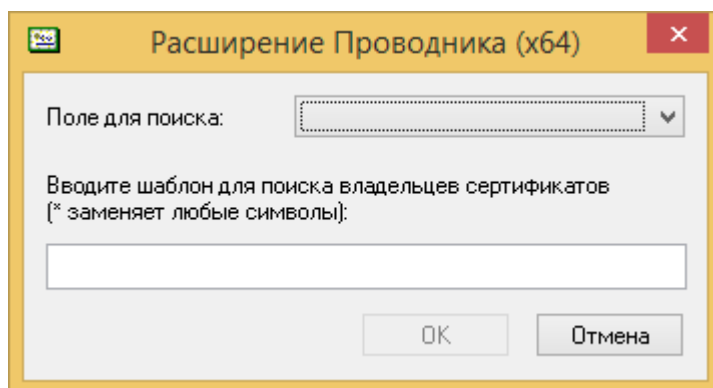 Расширение Проводника (x64)
Поле для поиска:
Вводите шаблон для поиска владельцев сертификатов
(* заменяет любые символы):
OK
Отмена